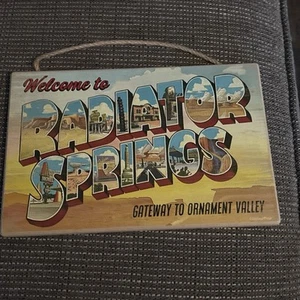 Welcome to
RADIATOR
SPRINGS
GATEWAY TO ORNAMENT VALLEY